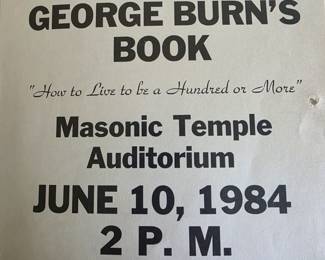 GEORGE BURN'S
BOOK
"How to Live to be a Hundred or More"
Masonic Temple
Auditorium
JUNE 10, 1984
2 P. M.